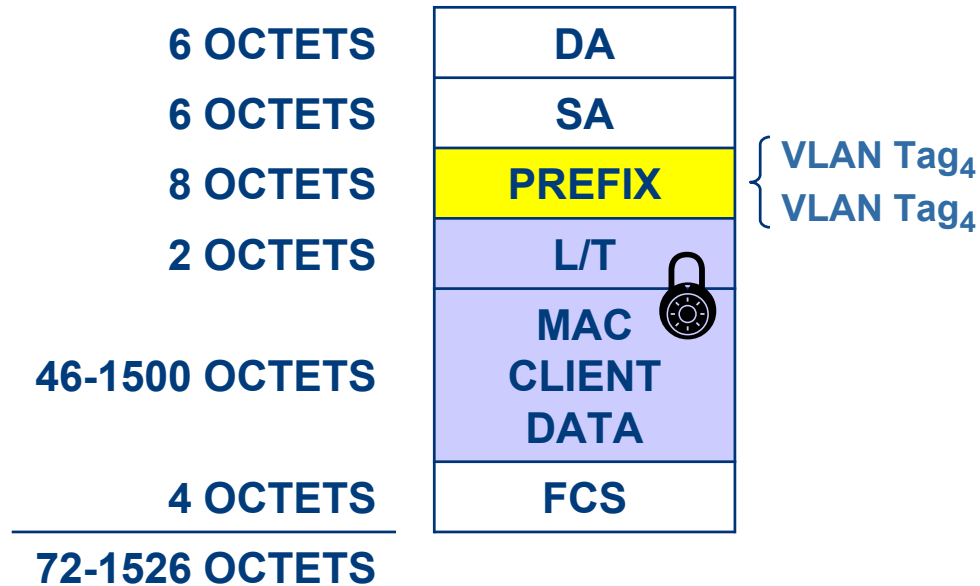 6 OCTETS DA
6 OCTETS SA
8 OCTETS PREFIX VLAN Tag4
VLAN Tag4
2 OCTETS L/T
46-1500 OCTETS MAC
CLIENT
DATA
4 OCTETS FCS
72-1526 OCTETS